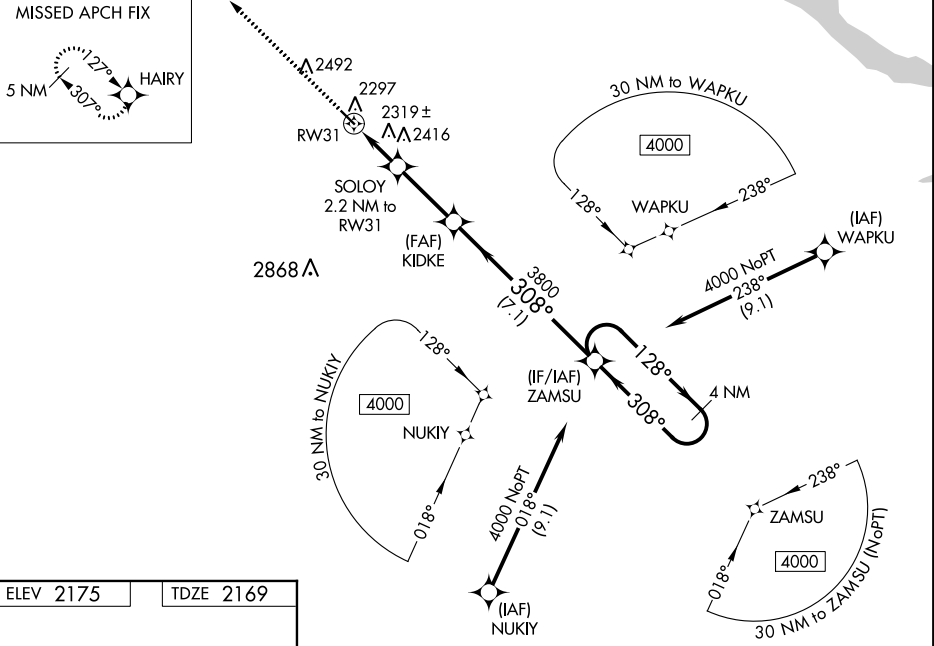 MISSED APCH FIX
127°
HAIRY
5 NM
307°
2492
2297
2319 ±
2416
RW31
SOLOY
2.2 NM to
RW31
(FAF)
KIDKE
2868
3800
308°
(7.1)
30 NM to WAPKU
4000
128°
238°
WAPKU
(IAF)
WAPKU
4000 NoPT
238°
(9.1)
(IF/IAF)
ZAMSU
128°
308°
4 NM
30 NM to NUKIY
128°
4000
NUKIY
018°
4000 NoPT
018°
(9.1)
(IAF)
NUKIY
238°
ZAMSU
4000
018°
30 NM to ZAMSU (NoPT)
ELEV 2175
TDZE 2169